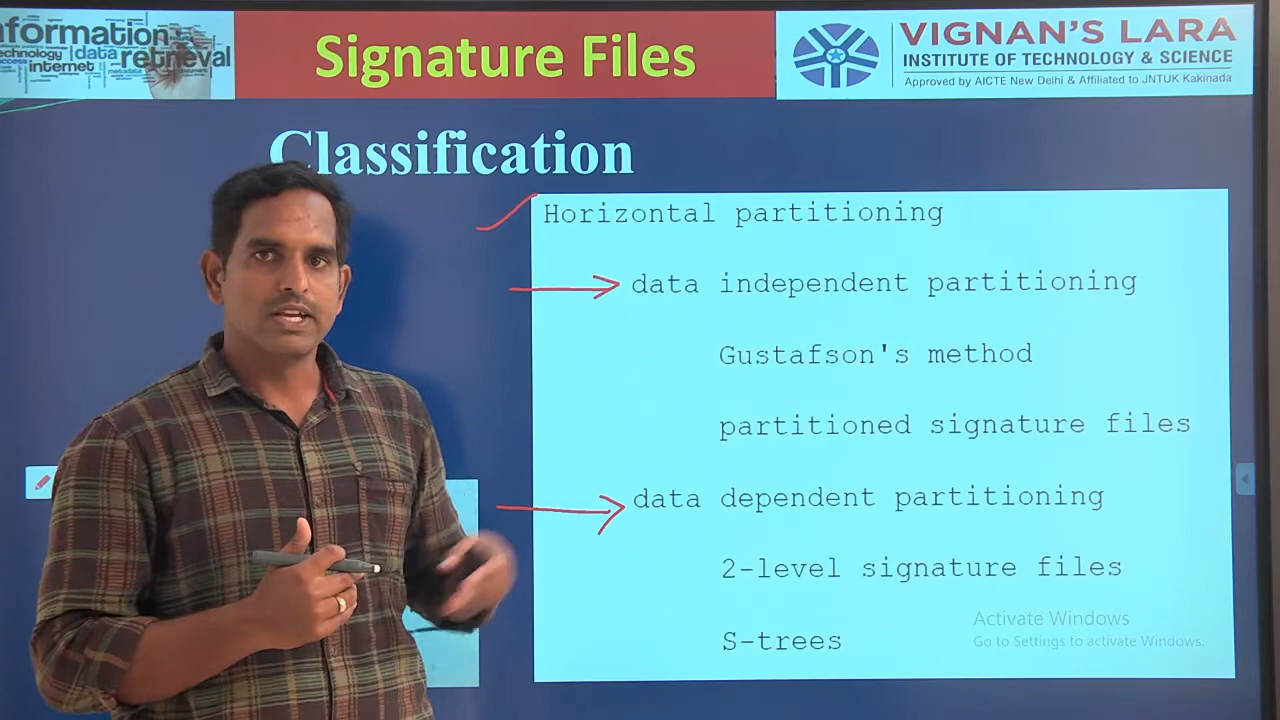 information
technology data retrieval
internet
metadata
Signature Files
VIGNAN'S LARA
INSTITUTE OF TECHNOLOGY & SCIENCE
Approved by AICTE New Delhi & Affiliated to JNTUK Kakinada
Classification
Horizontal partitioning
data independent partitioning
Gustafson's method
partitioned signature files
data dependent partitioning
2-level signature files
S-trees
Activate Windows
Go to Settings to activate Windows.